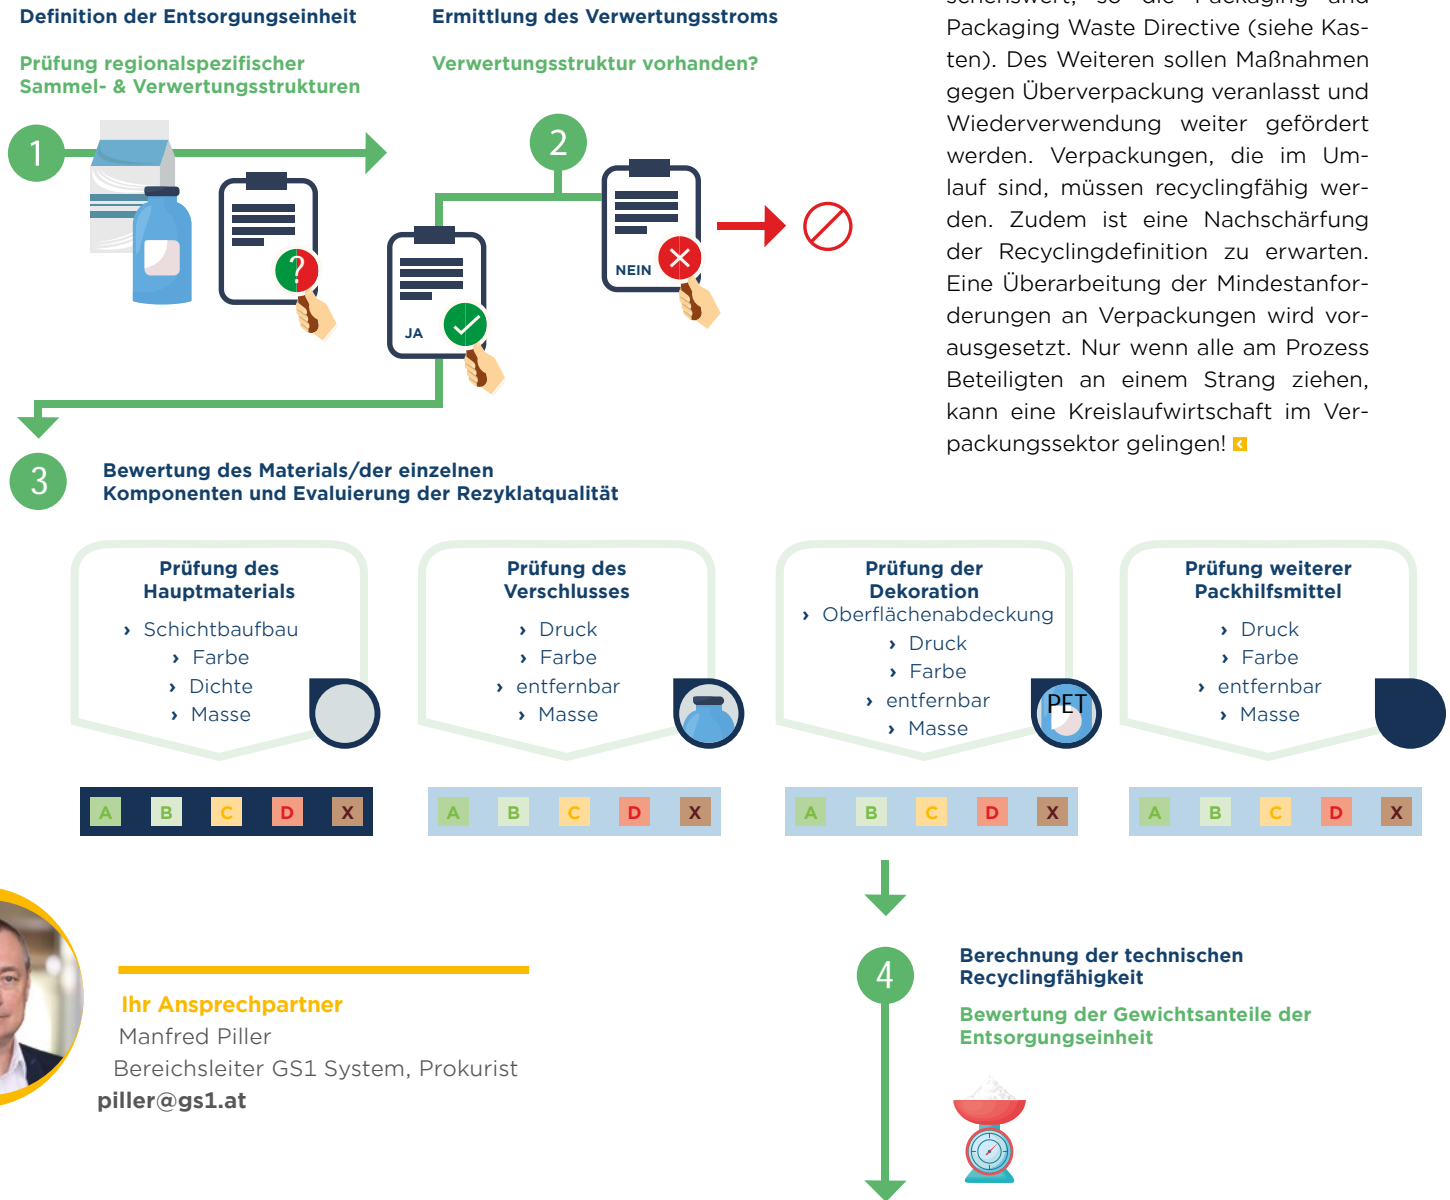 Definition der Entsorgungseinheit
Prüfung regionalspezifischer
Sammel- & Verwertungsstrukturen
1
?
Ermittlung des Verwertungsstroms
Verwertungsstruktur vorhanden?
2
NEIN
JA
schenswert, so die Packaging and
Packaging Waste Directive (siehe Kas-
ten). Des Weiteren sollen Maßnahmen
gegen Überverpackung veranlasst und
Wiederverwendung weiter gefördert
werden. Verpackungen, die im Um-
lauf sind, müssen recyclingfähig wer-
den. Zudem ist eine Nachschärfung
der Recyclingdefinition zu erwarten.
Eine Überarbeitung der Mindestanfor-
derungen an Verpackungen wird vor-
ausgesetzt. Nur wenn alle am Prozess
Beteiligten an einem Strang ziehen,
kann eine Kreislaufwirtschaft im Ver-
packungssektor gelingen!
3
Bewertung des Materials/der einzelnen
Komponenten und Evaluierung der Rezyklatqualität
Prüfung des
Hauptmaterials
› Schichtbaufbau
› Farbe
› Dichte
› Masse
A B C D X
Prüfung des
Verschlusses
› Druck
› Farbe
› entfernbar
› Masse
A B C D X
Prüfung der
Dekoration
› Oberflächenabdeckung
› Druck
› Farbe
› entfernbar
› Masse
PET
A B C D X
Prüfung weiterer
Packhilfsmittel
› Druck
› Farbe
› entfernbar
› Masse
A B C D X
4
Berechnung der technischen
Recyclingfähigkeit
Bewertung der Gewichtsanteile der
Entsorgungseinheit
Ihr Ansprechpartner
Manfred Piller
Bereichsleiter GS1 System, Prokurist
piller@gs1.at